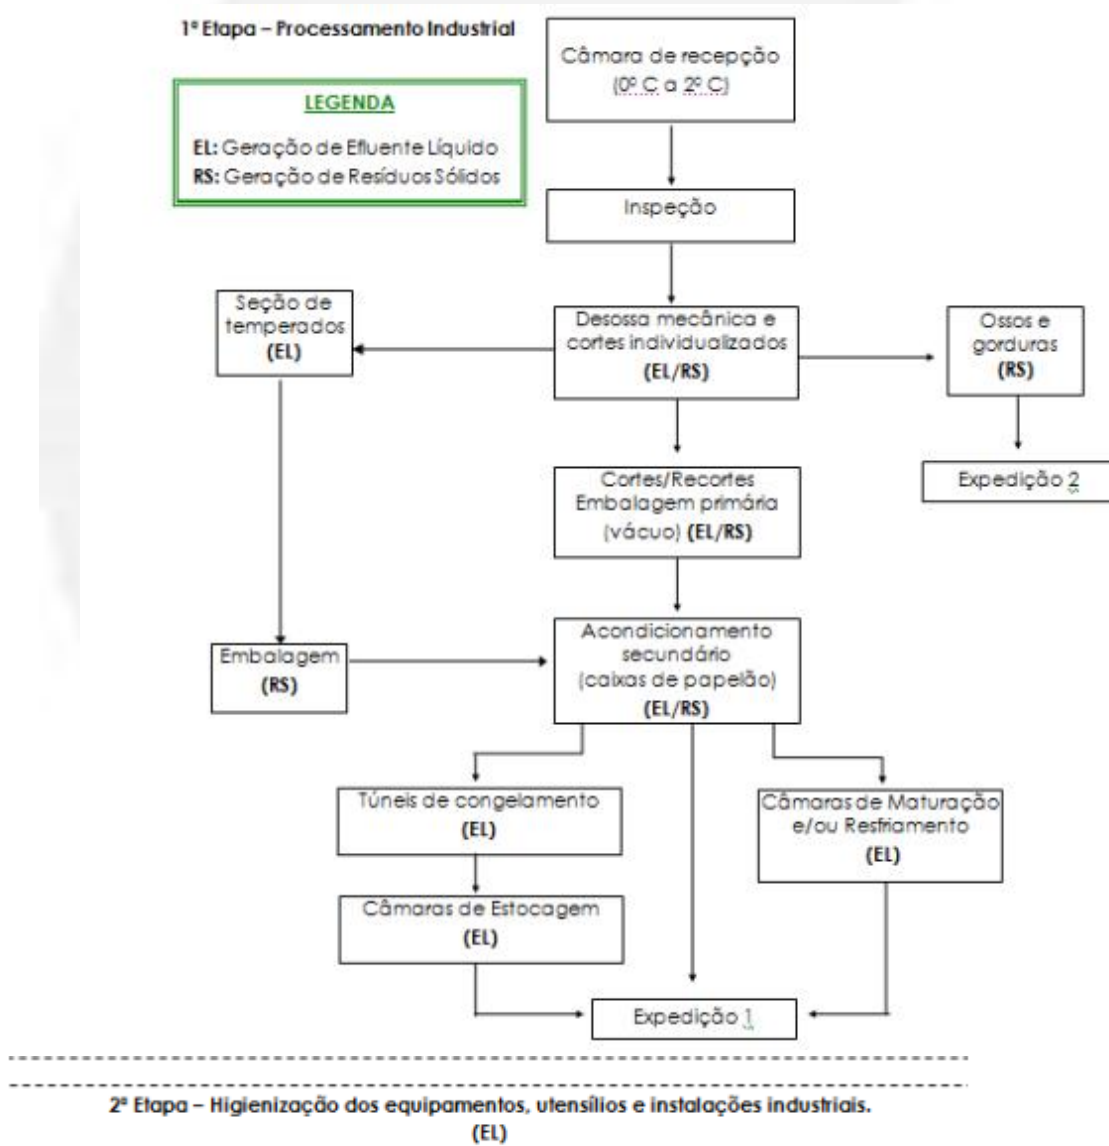 1ª Etapa – Processamento Industrial
Câmara de recepção
(0º C a 2º C)
LEGENDA
EL: Geração de Efluente Líquido
RS: Geração de Resíduos Sólidos
Inspeção
Seção de
temperados
(EL)
Desossa mecânica e
cortes individualizados
(EL/RS)
Ossos e
gorduras
(RS)
Cortes/Recortes
Embalagem primária
(vácuo) (EL/RS)
Expedição 2
Embalagem
(RS)
Acondicionamento
secundário
(caixas de papelão)
(EL/RS)
Túneis de congelamento
(EL)
Câmaras de Maturação
e/ou Resfriamento
(EL)
Câmaras de Estocagem
(EL)
Expedição 1
2ª Etapa – Higienização dos equipamentos, utensílios e instalações industriais.
(EL)